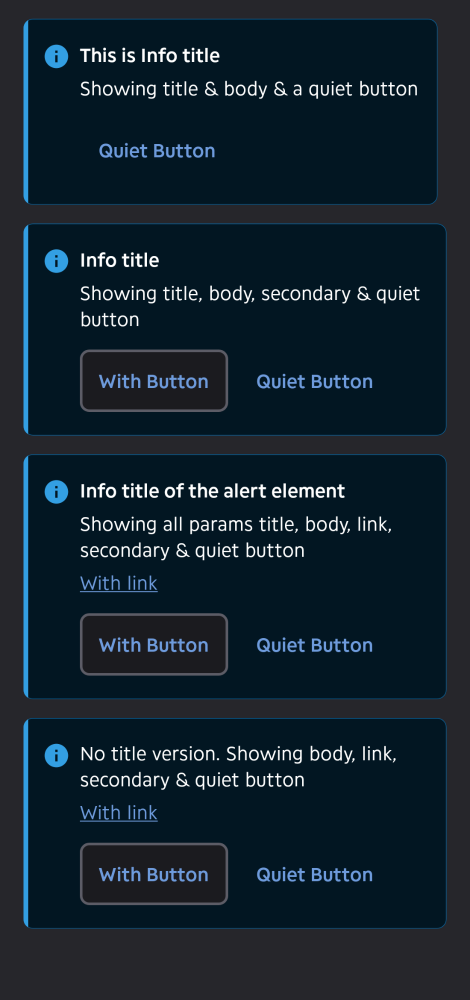 This is Info title
Showing title & body & a quiet button
Quiet Button
Info title
Showing title, body, secondary & quiet
button
With Button
Quiet Button
Info title of the alert element
Showing all params title, body, link,
secondary & quiet button
With link
With Button
Quiet Button
No title version. Showing body, link,
secondary & quiet button
With link
With Button
Quiet Button